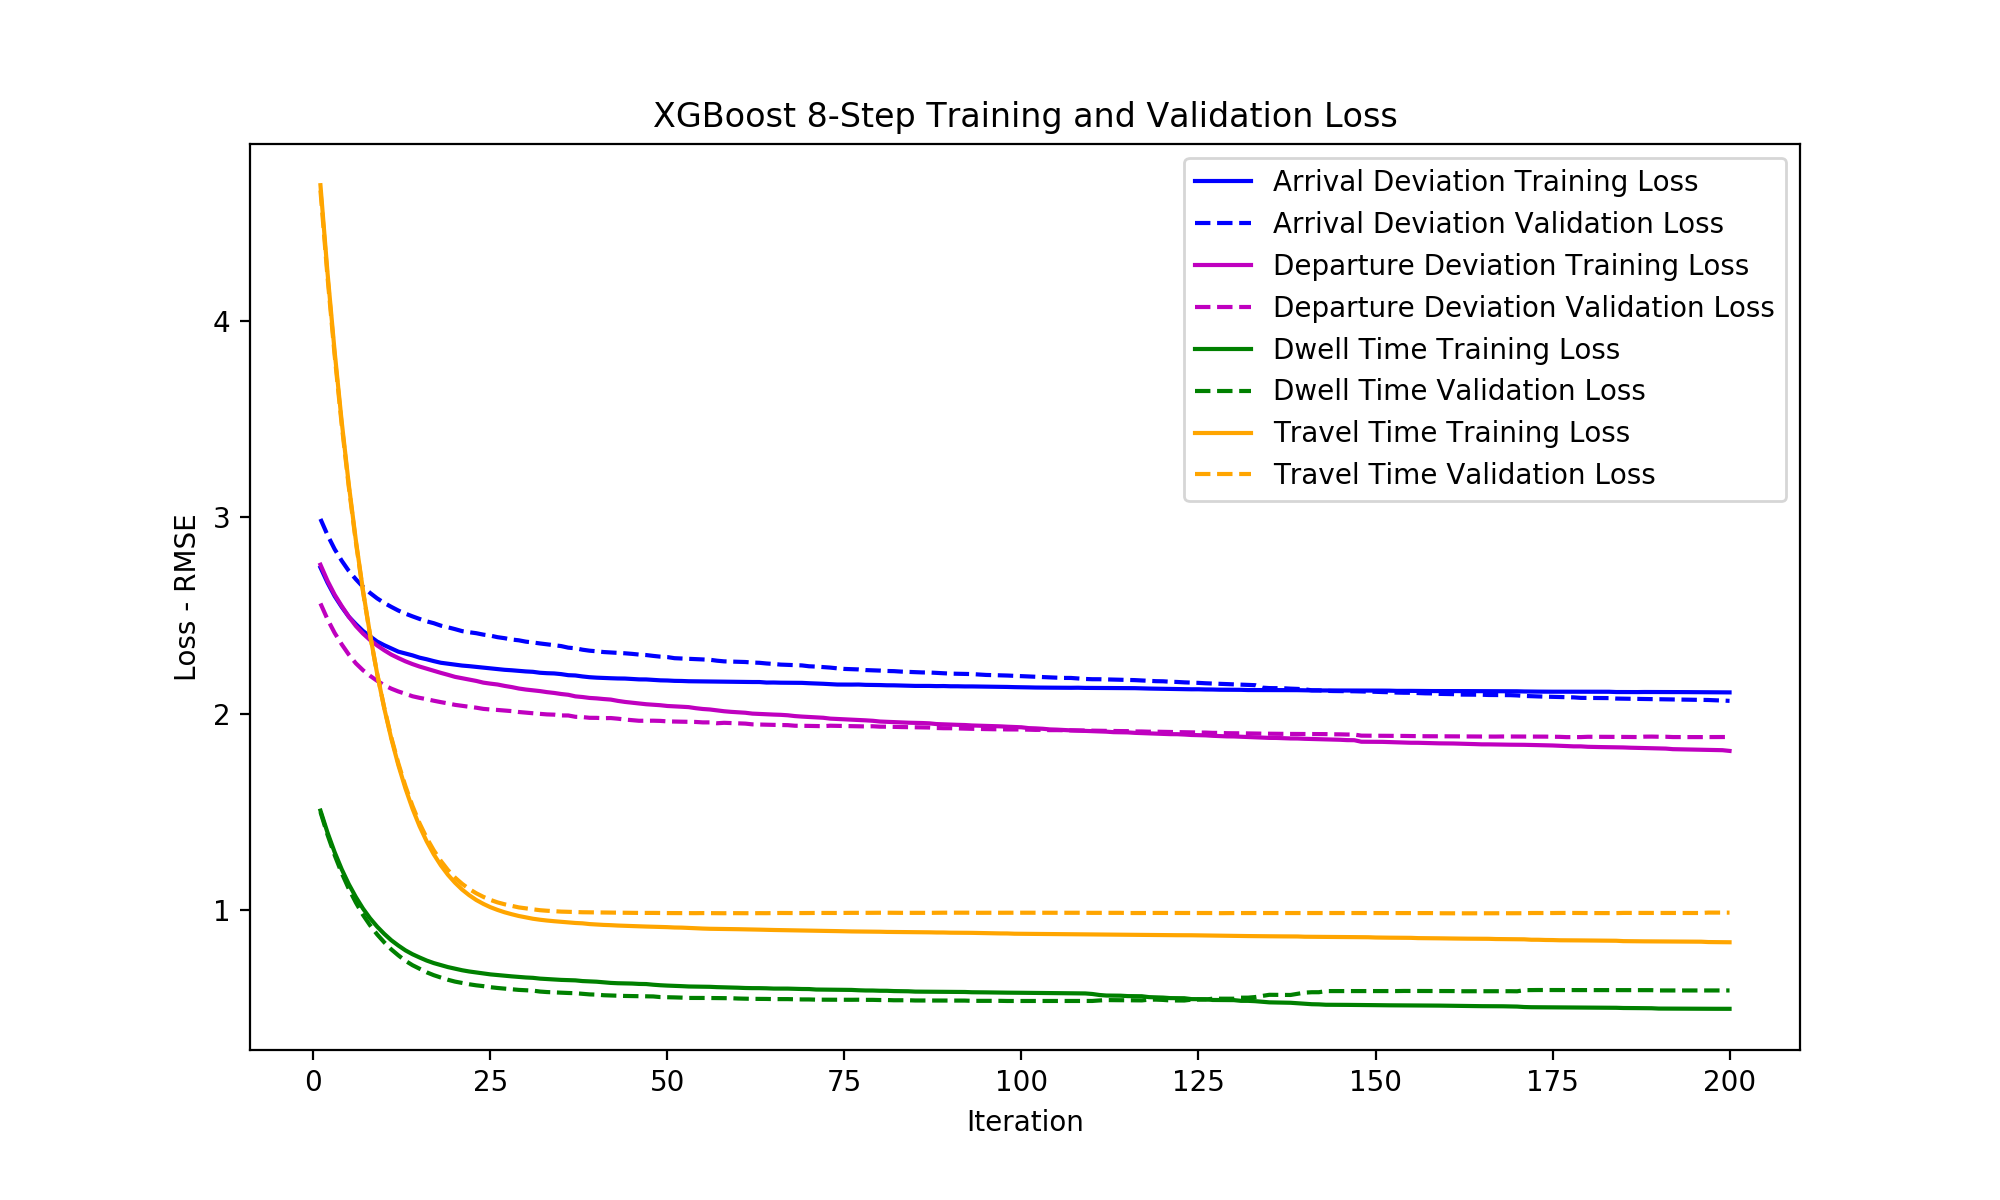 XGBoost 8-Step Training and Validation Loss
Arrival Deviation Training Loss
Arrival Deviation Validation Loss
Departure Deviation Training Loss
Departure Deviation Validation Loss
Dwell Time Training Loss
Dwell Time Validation Loss
Travel Time Training Loss
Travel Time Validation Loss
Loss - RMSE
4
3
2
1
0 25 50 75 100 125 150 175 200
Iteration